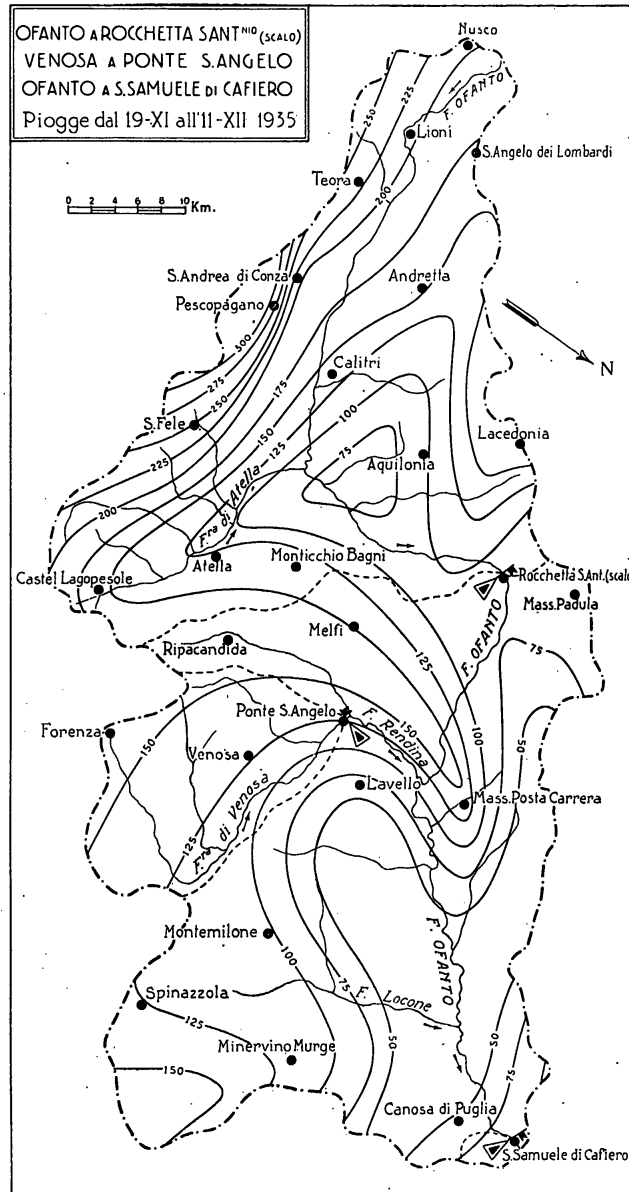 OFANTO A ROCCHETTA SANT.NIO (SCALO)
VENOSA A PONTE S.ANGELO
OFANTO A S.SAMUELE DI CAFIERO
Piogge dal 19-XI all'11-XII 1935
0 2 4 6 8 10 Km.
Nusco
F. OFANTO
250
225
Lioni
S.Angelo dei Lombardi
Teora
200
S.Andrea di Conza
Andretta
Pescopagano
N
300
275
250
Calitri
175
100
S.Fele
150
125
75
Lacedonia
225
Aquilonia
200
Fra di Atella
Atella
Monticchio Bagni
Castel Lagopesole
Rocchetta S.Ant.(scalo
Mass.Padula
Melfi
Ripacandida
125
F. OFANTO
75
Ponte S.Angelo
150
100
50
Forenza
150
F. Rendina
Venosa
Lavello
Mass.Posta Carrera
125
Fra di Venosa
Montemilone
100
75
F. OFANTO
Spinazzola
F. Locone
125
50
50
Minervino Murge
150
75
Canosa di Puglia
S.Samuele di Cafiero